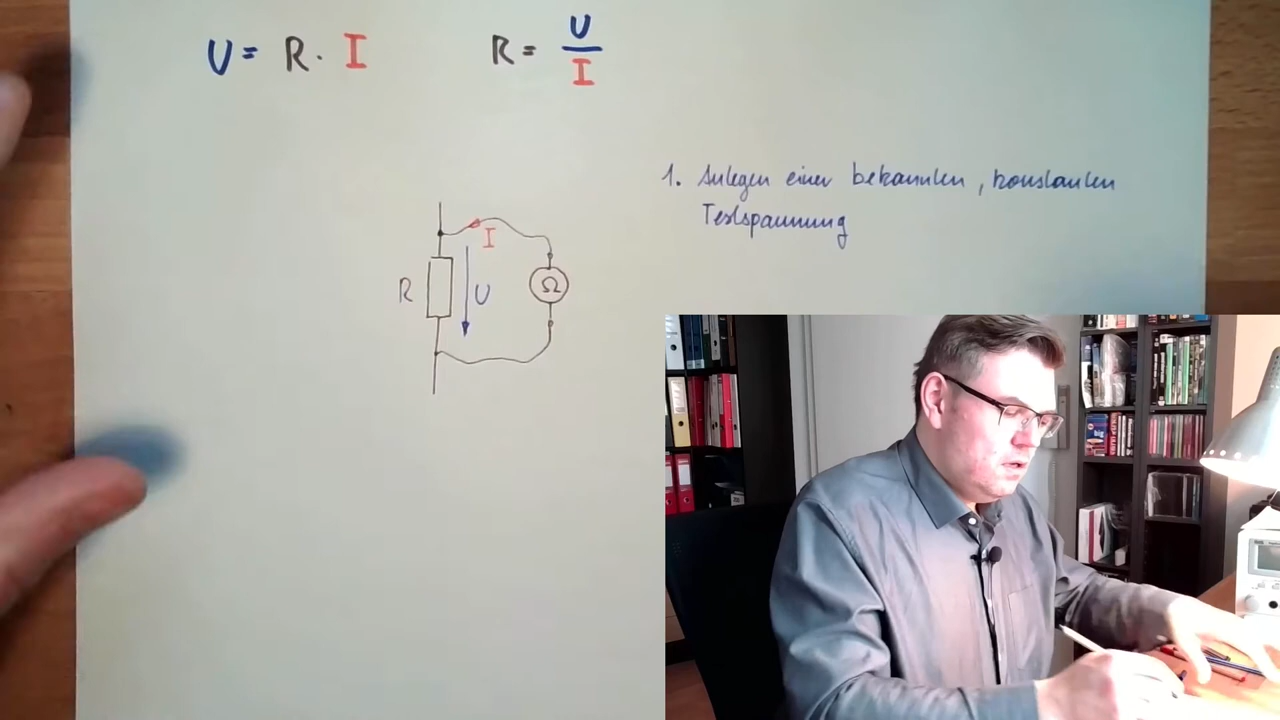 U = R · I
R = U / I
1. Anlegen einer bekannten, konstanten
Testspannung
I
R
U
Ω